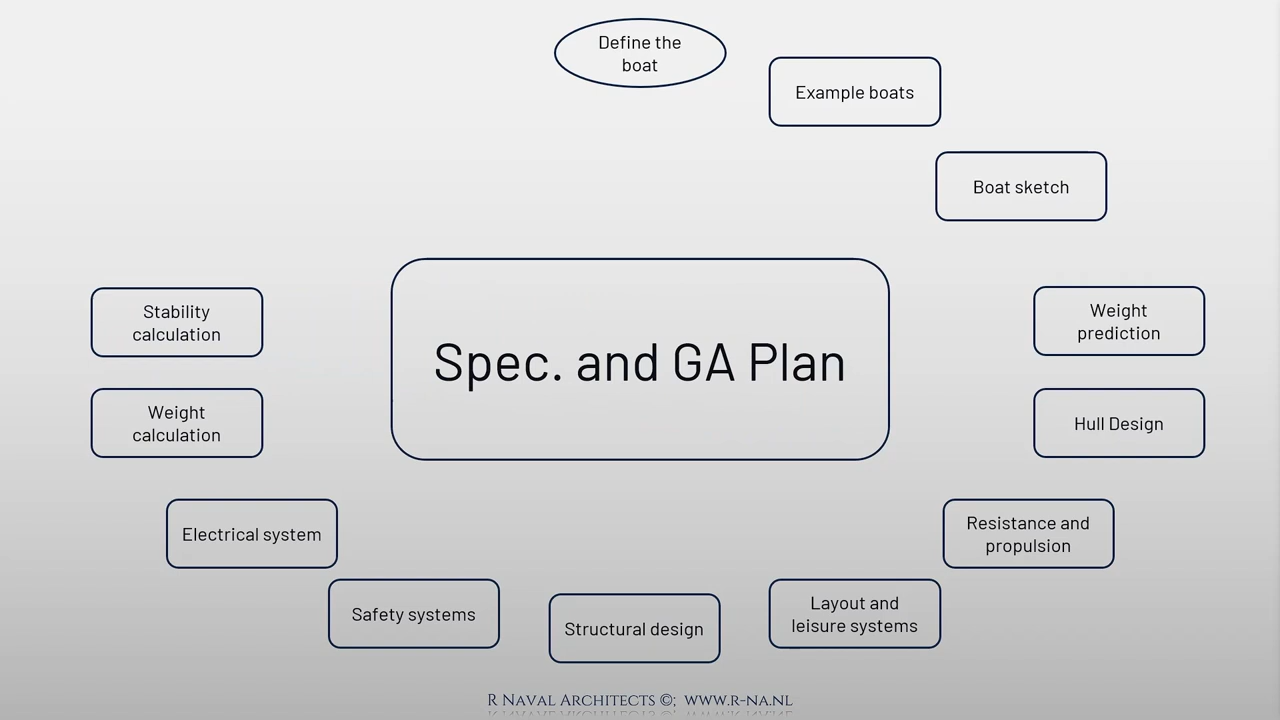 Define the
boat
Example boats
Boat sketch
Weight
prediction
Hull Design
Resistance and
propulsion
Layout and
leisure systems
Structural design
Safety systems
Electrical system
Weight
calculation
Stability
calculation
Spec. and GA Plan
R Naval Architects ©; www.r-na.nl